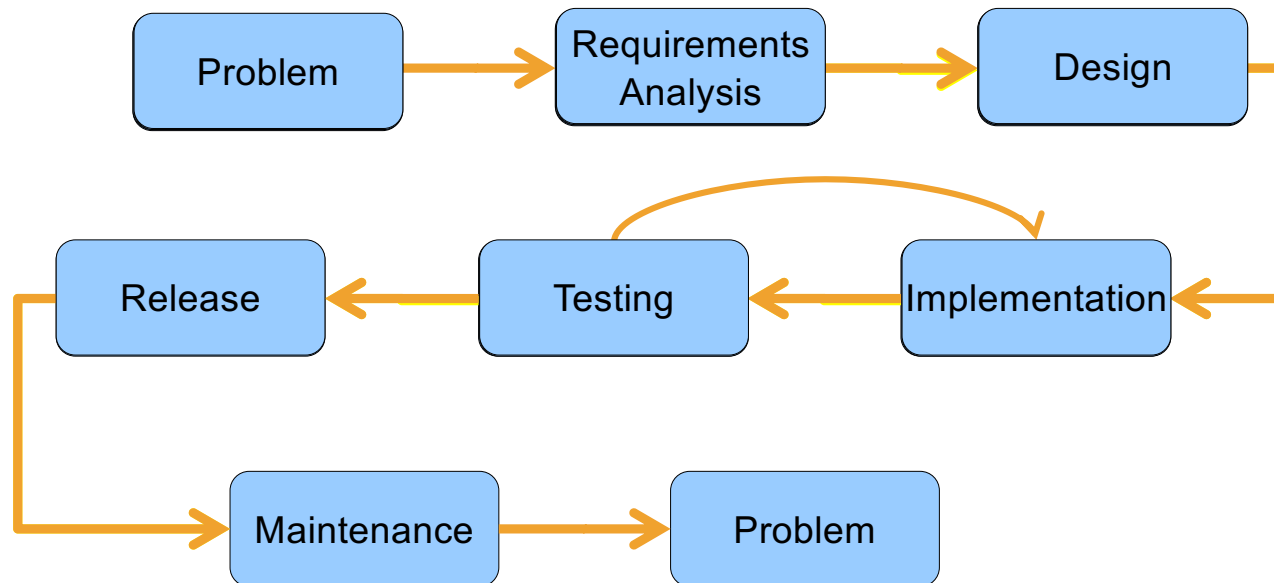 Problem
Requirements
Analysis
Design
Release
Testing
Implementation
Maintenance
Problem